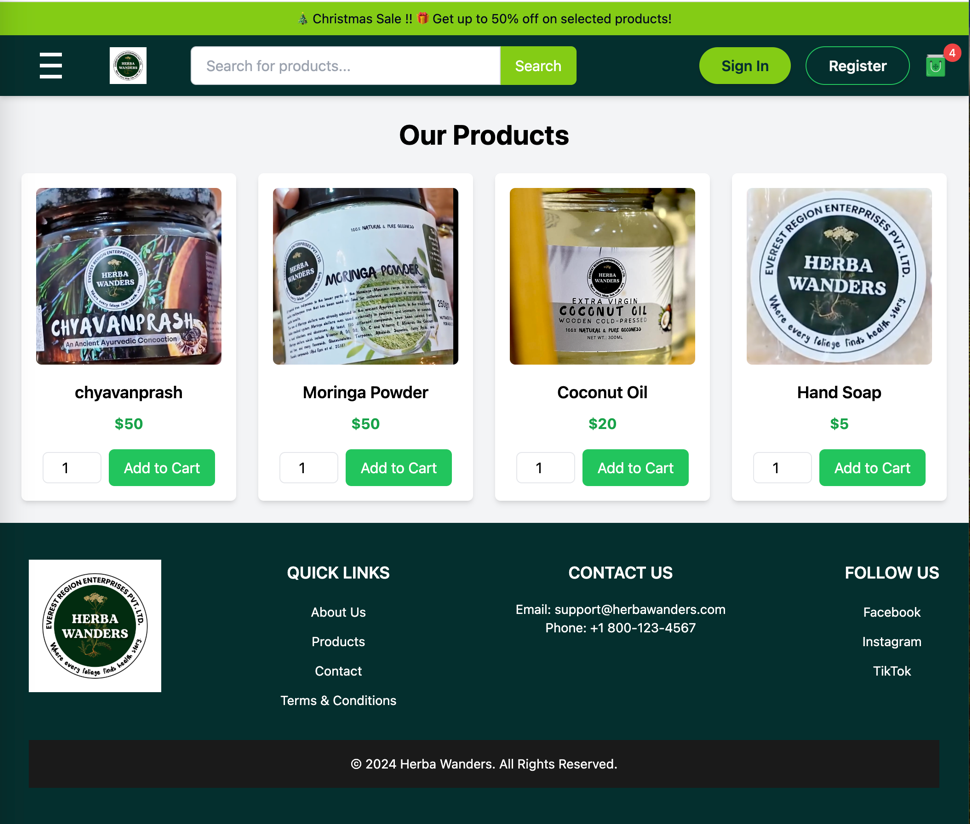 🎄 Christmas Sale !! 🎁 Get up to 50% off on selected products!
HERBA
WANDERS
Search for products...
Search
Sign In
Register
4
Our Products
EVEREST REGION ENTERPRISES PVT. LTD.
HERBA
WANDERS
CHYAVANPRASH
An Ancient Ayurvedic Concoction
100% NATURAL & PURE GOODNESS
HERBA
WANDERS
MORINGA POWDER
HERBA
WANDERS
EXTRA VIRGIN
COCONUT OIL
WOODEN COLD-PRESSED
100% NATURAL & PURE GOODNESS
NET WT. 300ML
EVEREST REGION ENTERPRISES PVT. LTD.
HERBA
WANDERS
Where every foliage finds health story
chyavanprash
Moringa Powder
Coconut Oil
Hand Soap
$50
$50
$20
$5
1
Add to Cart
1
Add to Cart
1
Add to Cart
1
Add to Cart
EVEREST REGION ENTERPRISES PVT. LTD.
HERBA
WANDERS
Where every foliage finds health story
QUICK LINKS
About Us
Products
Contact
Terms & Conditions
CONTACT US
Email: support@herbawanders.com
Phone: +1 800-123-4567
FOLLOW US
Facebook
Instagram
TikTok
© 2024 Herba Wanders. All Rights Reserved.